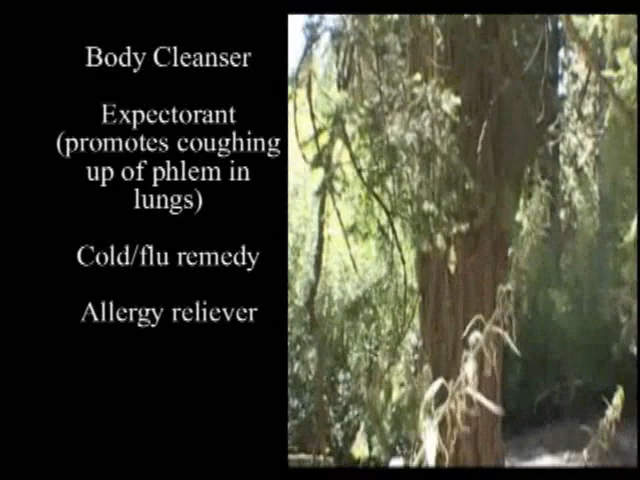 Body Cleanser
Expectorant
(promotes coughing
up of phlem in
lungs)
Cold/flu remedy
Allergy reliever